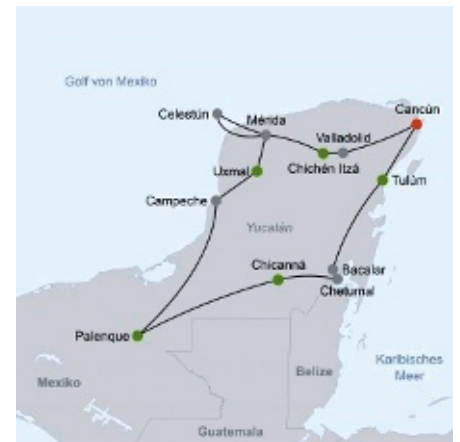 Golf von Mexiko
Celestún
Mérida
Cancún
Valladolid
Chichén Itzá
Uxmal
Tulúm
Campeche
Yucatán
Chicanná
Bacalar
Chetumal
Palenque
Karibisches
Meer
Belize
Mexiko
Guatemala